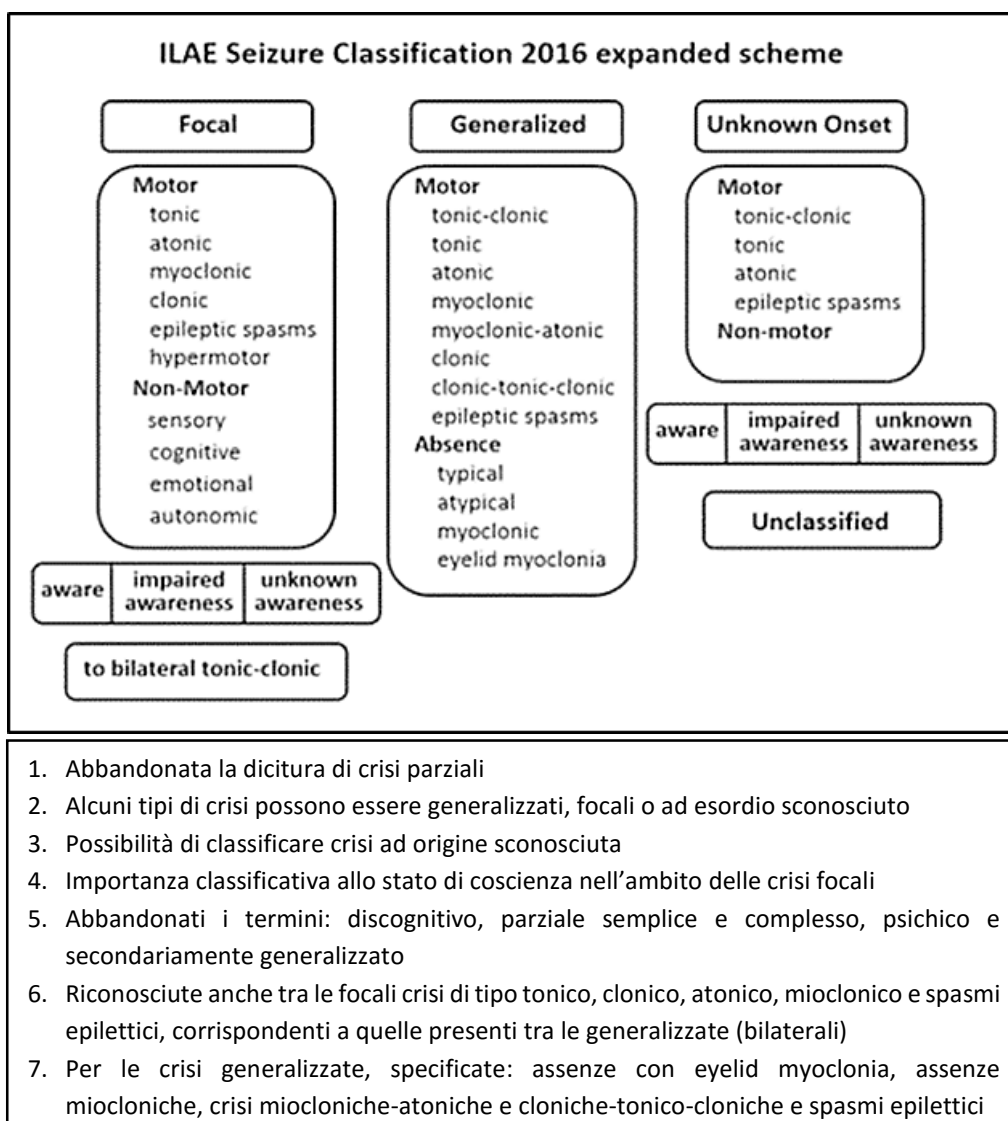 ILAE Seizure Classification 2016 expanded scheme
Focal
Motor
tonic
atonic
myoclonic
clonic
epileptic spasms
hypermotor
Non-Motor
sensory
cognitive
emotional
autonomic
aware
impaired
awareness
unknown
awareness
to bilateral tonic-clonic
Generalized
Motor
tonic-clonic
tonic
atonic
myoclonic
myoclonic-atonic
clonic
clonic-tonic-clonic
epileptic spasms
Absence
typical
atypical
myoclonic
eyelid myoclonia
Unknown Onset
Motor
tonic-clonic
tonic
atonic
epileptic spasms
Non-motor
aware
impaired
awareness
unknown
awareness
Unclassified
1. Abbandonata la dicitura di crisi parziali
2. Alcuni tipi di crisi possono essere generalizzati, focali o ad esordio sconosciuto
3. Possibilità di classificare crisi ad origine sconosciuta
4. Importanza classificativa allo stato di coscienza nell’ambito delle crisi focali
5. Abbandonati i termini: discognitivo, parziale semplice e complesso, psichico e
secondariamente generalizzato
6. Riconosciute anche tra le focali crisi di tipo tonico, clonico, atonico, mioclonico e spasmi
epilettici, corrispondenti a quelle presenti tra le generalizzate (bilaterali)
7. Per le crisi generalizzate, specificate: assenze con eyelid myoclonia, assenze
miocloniche, crisi miocloniche-atoniche e cloniche-tonico-cloniche e spasmi epilettici